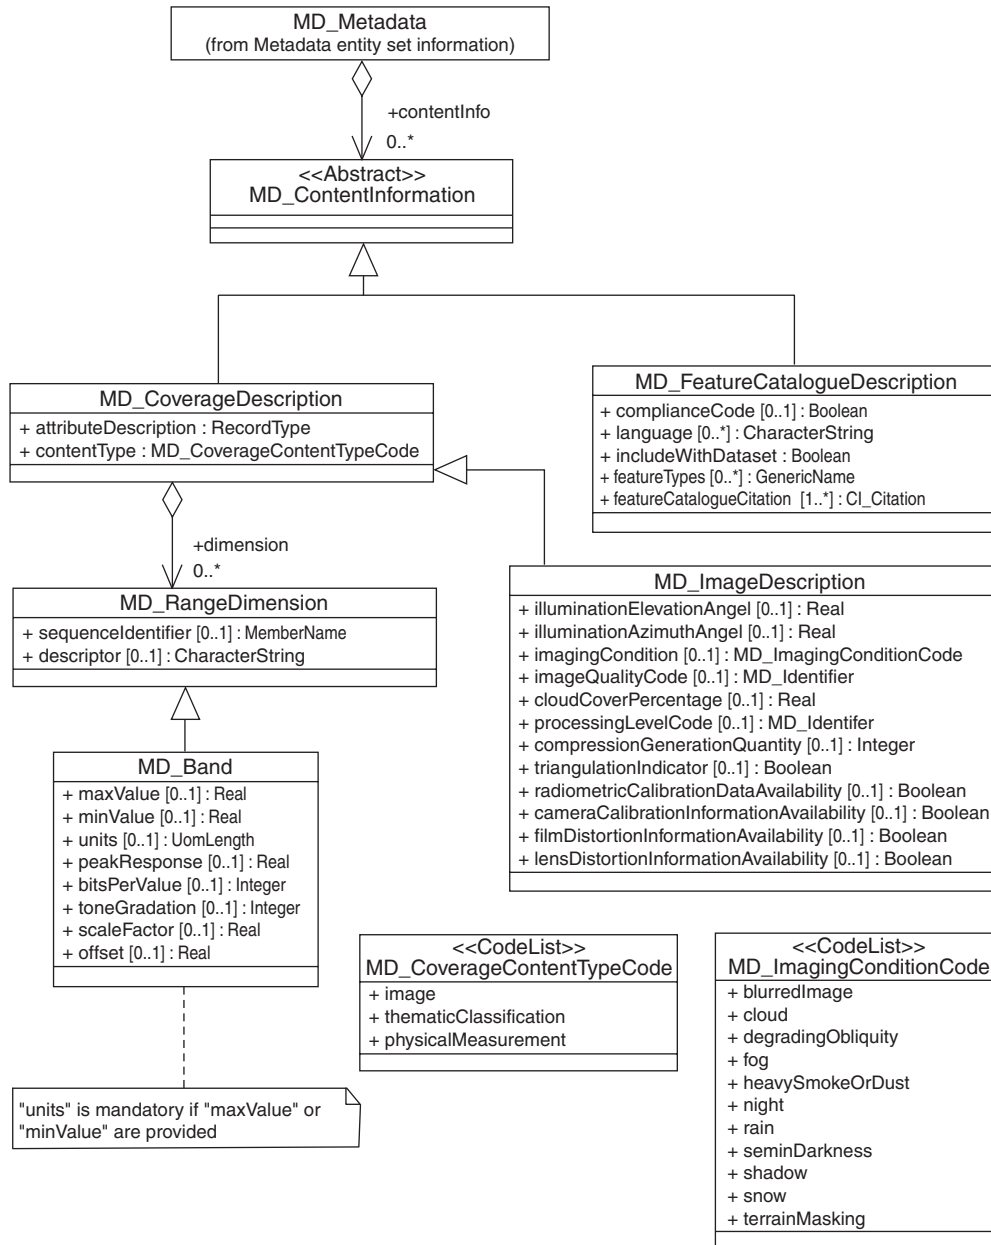 MD_Metadata
(from Metadata entity set information)
+contentInfo
0..*
<<Abstract>>
MD_ContentInformation
MD_CoverageDescription
+ attributeDescription : RecordType
+ contentType : MD_CoverageContentTypeCode
MD_FeatureCatalogueDescription
+ complianceCode [0..1] : Boolean
+ language [0..*] : CharacterString
+ includeWithDataset : Boolean
+ featureTypes [0..*] : GenericName
+ featureCatalogueCitation [1..*] : CI_Citation
+dimension
0..*
MD_RangeDimension
+ sequenceIdentifier [0..1] : MemberName
+ descriptor [0..1] : CharacterString
MD_ImageDescription
+ illuminationElevationAngel [0..1] : Real
+ illuminationAzimuthAngel [0..1] : Real
+ imagingCondition [0..1] : MD_ImagingConditionCode
+ imageQualityCode [0..1] : MD_Identifier
+ cloudCoverPercentage [0..1] : Real
+ processingLevelCode [0..1] : MD_Identifer
+ compressionGenerationQuantity [0..1] : Integer
+ triangulationIndicator [0..1] : Boolean
+ radiometricCalibrationDataAvailability [0..1] : Boolean
+ cameraCalibrationInformationAvailability [0..1] : Boolean
+ filmDistortionInformationAvailability [0..1] : Boolean
+ lensDistortionInformationAvailability [0..1] : Boolean
MD_Band
+ maxValue [0..1] : Real
+ minValue [0..1] : Real
+ units [0..1] : UomLength
+ peakResponse [0..1] : Real
+ bitsPerValue [0..1] : Integer
+ toneGradation [0..1] : Integer
+ scaleFactor [0..1] : Real
+ offset [0..1] : Real
<<CodeList>>
MD_CoverageContentTypeCode
+ image
+ thematicClassification
+ physicalMeasurement
<<CodeList>>
MD_ImagingConditionCode
+ blurredImage
+ cloud
+ degradingObliquity
+ fog
+ heavySmokeOrDust
+ night
+ rain
+ seminDarkness
+ shadow
+ snow
+ terrainMasking
"units" is mandatory if "maxValue" or
"minValue" are provided